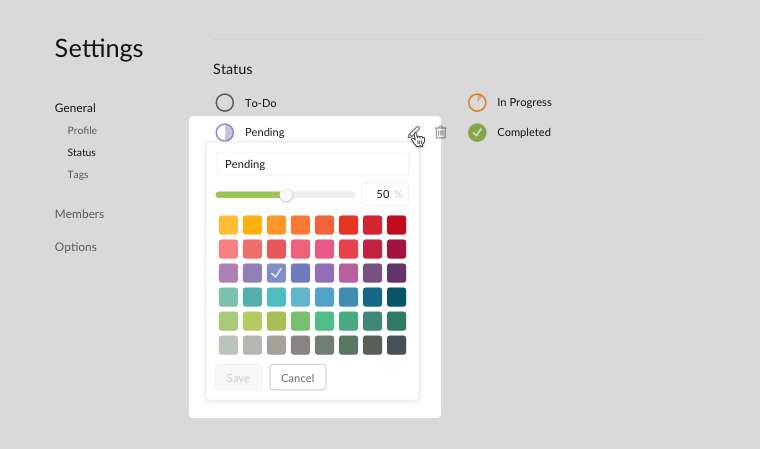 Settings
General
Profile
Status
Tags
Members
Options
Status
To-Do
In Progress
Pending
Completed
Pending
50 %
Save
Cancel